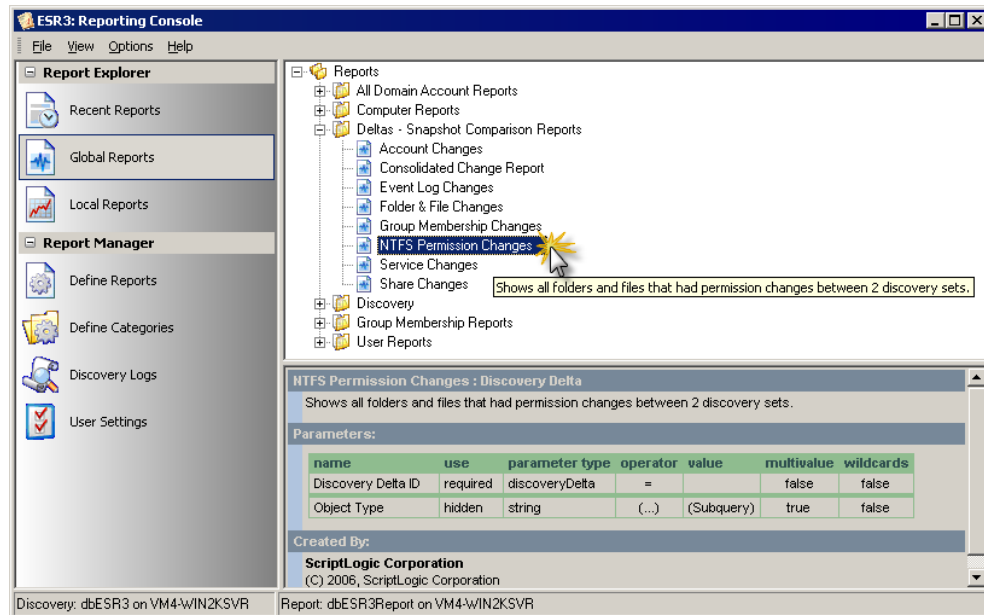 ESR3: Reporting Console
File View Options Help
Report Explorer
Recent Reports
Global Reports
Local Reports
Report Manager
Define Reports
Define Categories
Discovery Logs
User Settings
Reports
All Domain Account Reports
Computer Reports
Deltas - Snapshot Comparison Reports
Account Changes
Consolidated Change Report
Event Log Changes
Folder & File Changes
Group Membership Changes
NTFS Permission Changes
Service Changes
Share Changes
Shows all folders and files that had permission changes between 2 discovery sets.
Discovery
Group Membership Reports
User Reports
NTFS Permission Changes : Discovery Delta
Shows all folders and files that had permission changes between 2 discovery sets.
Parameters:
name use parameter type operator value multivalue wildcards
Discovery Delta ID required discoveryDelta = false false
Object Type hidden string (...) (Subquery) true false
Created By:
ScriptLogic Corporation
(C) 2006, ScriptLogic Corporation
Discovery: dbESR3 on VM4-WIN2KSVR
Report: dbESR3Report on VM4-WIN2KSVR